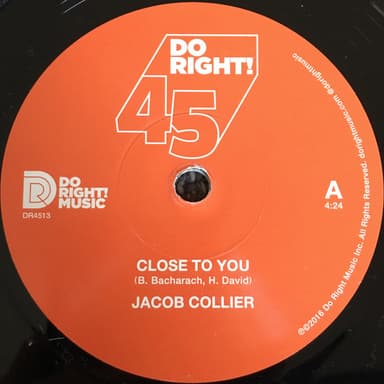 DO
RIGHT!
45
DO
RIGHT!
MUSIC
DR4513
A
4:24
CLOSE TO YOU
(B. Bacharach, H. David)
JACOB COLLIER
℗©2016 Do Right Music Inc. All Rights Reserved. dorightmusic.com @dorightmusic